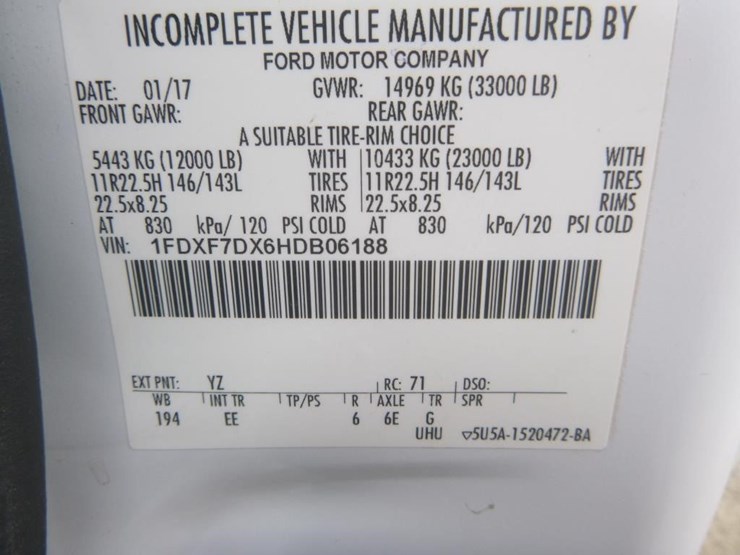 INCOMPLETE VEHICLE MANUFACTURED BY
FORD MOTOR COMPANY
DATE: 01/17 GVWR: 14969 KG (33000 LB)
FRONT GAWR: REAR GAWR:
A SUITABLE TIRE-RIM CHOICE
5443 KG (12000 LB) WITH 10433 KG (23000 LB) WITH
11R22.5H 146/143L TIRES 11R22.5H 146/143L TIRES
22.5x8.25 RIMS 22.5x8.25 RIMS
AT 830 kPa/ 120 PSI COLD AT 830 kPa/120 PSI COLD
VIN: 1FDXF7DX6HDB06188
EXT PNT: YZ RC: 71 DSO:
WB INT TR TP/PS R AXLE TR SPR
194 EE 6 6E G
UHU ▽5U5A-1520472-BA